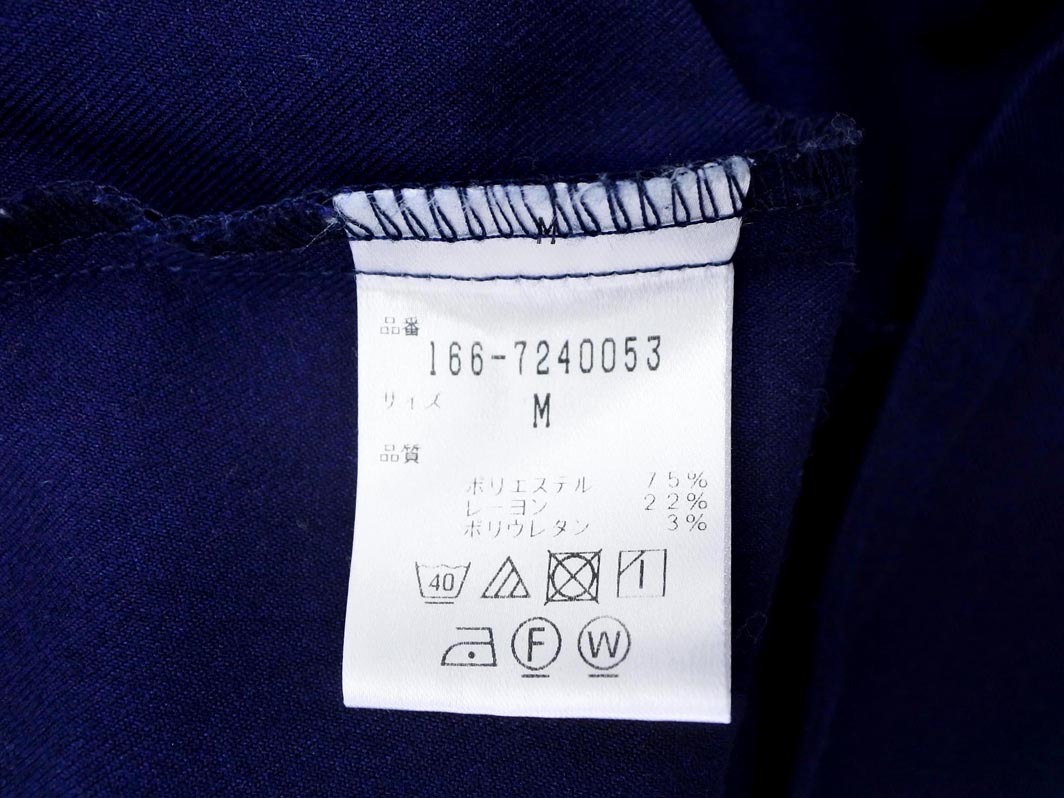 M
品番
166-7240053
サイズ
M
品質
ポリエステル 75%
レーヨン 22%
ポリウレタン 3%
40
F W